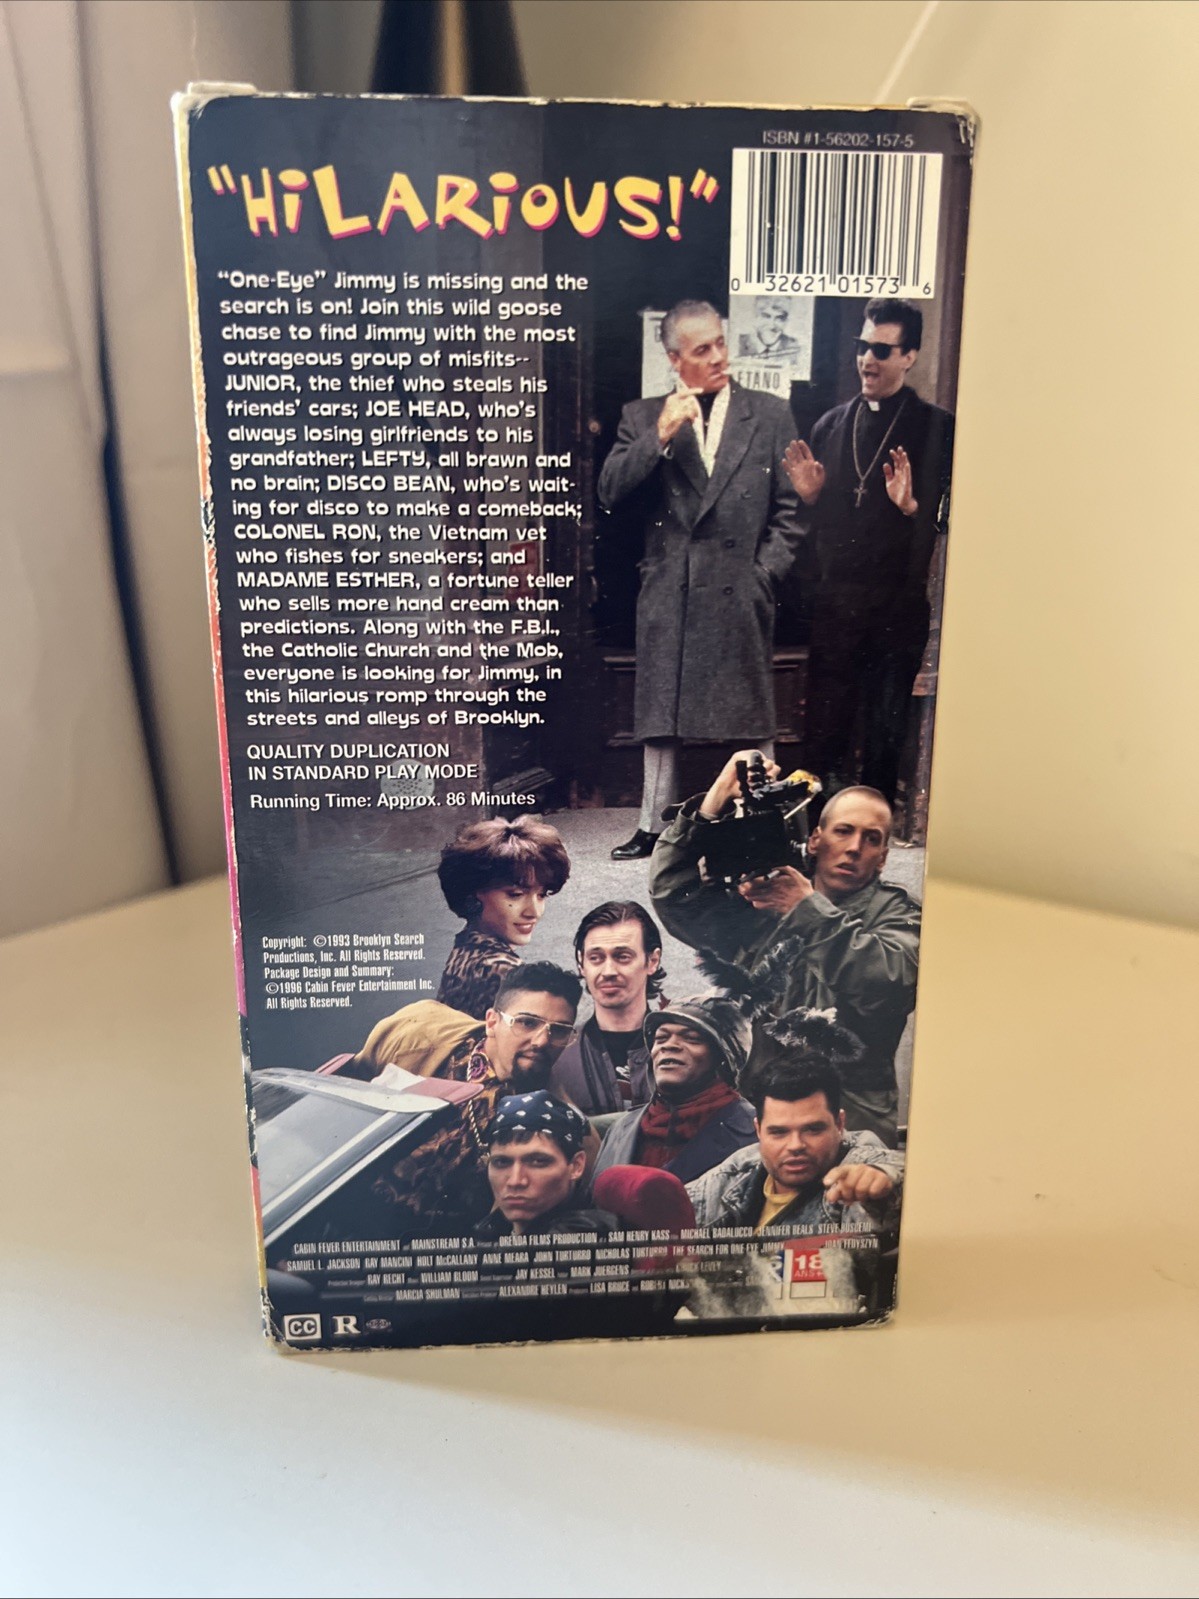 ISBN #1-56202-157-5
"HiLARiOUS!"
0 32621 01573 6
"One-Eye" Jimmy is missing and the
search is on! Join this wild goose
chase to find Jimmy with the most
outrageous group of misfits--
JUNIOR, the thief who steals his
friends' cars; JOE HEAD, who's
always losing girlfriends to his
grandfather; LEFTY, all brawn and
no brain; DISCO BEAN, who's wait-
ing for disco to make a comeback;
COLONEL RON, the Vietnam vet
who fishes for sneakers; and
MADAME ESTHER, a fortune teller
who sells more hand cream than
predictions. Along with the F.B.I.,
the Catholic Church and the Mob,
everyone is looking for Jimmy, in
this hilarious romp through the
streets and alleys of Brooklyn.
ETANO
QUALITY DUPLICATION
IN STANDARD PLAY MODE
Running Time: Approx. 86 Minutes
Copyright: ©1993 Brooklyn Search
Productions, Inc. All Rights Reserved.
Package Design and Summary:
©1996 Cabin Fever Entertainment Inc.
All Rights Reserved.
CABIN FEVER ENTERTAINMENT MAINSTREAM S.A. ORENDA FILMS PRODUCTION SAM HENRY KASS MICHAEL BADALUCCO JENNIFER BEALS STEVE BUSCEMI
SAMUEL L. JACKSON RAY MANCINI HOLT McCALLANY ANNE MEARA JOHN TURTURRO NICHOLAS TURTURRO THE SEARCH FOR ONE-EYE JIMMY
RAY RECHT WILLIAM BLOOM JAY KESSEL MARK JUERGENS CHUCK LEVEY
MARCIA SHULMAN ALEXANDRE HEYLEN LISA BRUCE
18
ANS+
CC R